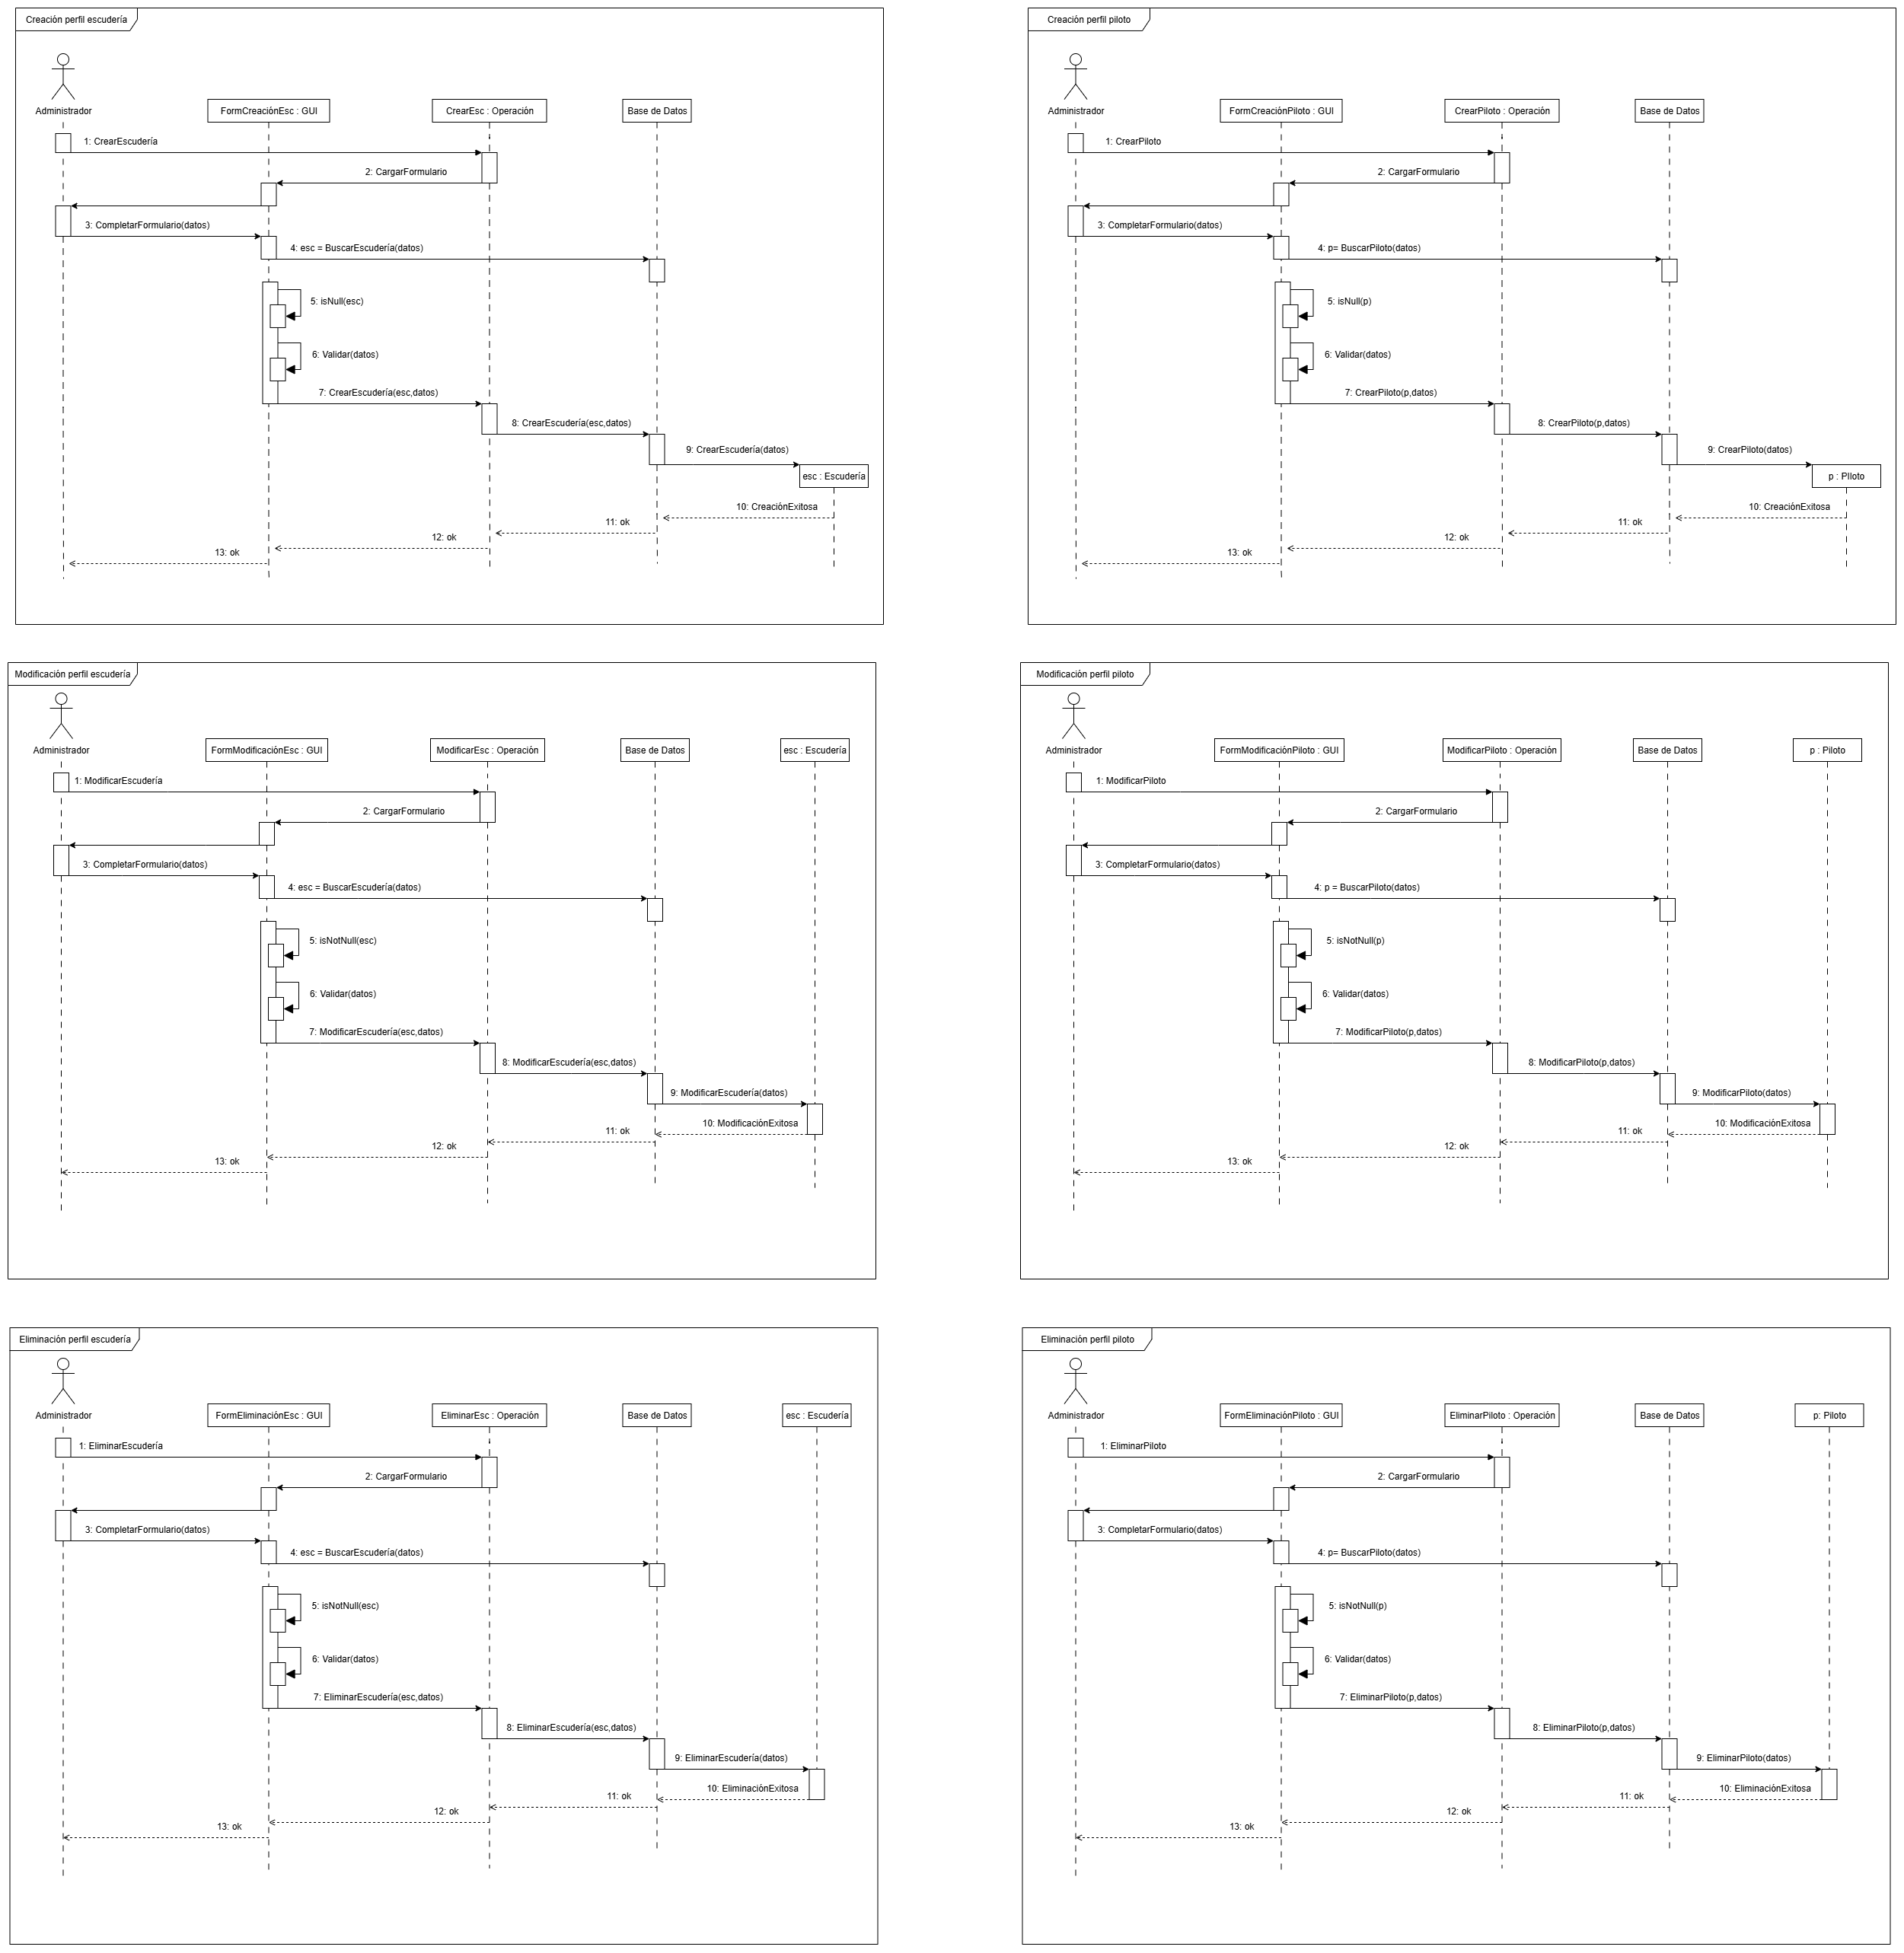 Creación perfil escudería
Administrador
FormCreaciónEsc : GUI
CrearEsc : Operación
Base de Datos
1: CrearEscudería
2: CargarFormulario
3: CompletarFormulario(datos)
4: esc = BuscarEscudería(datos)
5: isNull(esc)
6: Validar(datos)
7: CrearEscudería(esc,datos)
8: CrearEscudería(esc,datos)
9: CrearEscudería(datos)
esc : Escudería
10: CreaciónExitosa
11: ok
12: ok
13: ok
Creación perfil piloto
Administrador
FormCreaciónPiloto : GUI
CrearPiloto : Operación
Base de Datos
1: CrearPiloto
2: CargarFormulario
3: CompletarFormulario(datos)
4: p= BuscarPiloto(datos)
5: isNull(p)
6: Validar(datos)
7: CrearPiloto(p,datos)
8: CrearPiloto(p,datos)
9: CrearPiloto(datos)
p : PIloto
10: CreaciónExitosa
11: ok
12: ok
13: ok
Modificación perfil escudería
Administrador
FormModificaciónEsc : GUI
ModificarEsc : Operación
Base de Datos
esc : Escudería
1: ModificarEscudería
2: CargarFormulario
3: CompletarFormulario(datos)
4: esc = BuscarEscudería(datos)
5: isNotNull(esc)
6: Validar(datos)
7: ModificarEscudería(esc,datos)
8: ModificarEscudería(esc,datos)
9: ModificarEscudería(datos)
10: ModificaciónExitosa
11: ok
12: ok
13: ok
Modificación perfil piloto
Administrador
FormModificaciónPiloto : GUI
ModificarPiloto : Operación
Base de Datos
p : Piloto
1: ModificarPiloto
2: CargarFormulario
3: CompletarFormulario(datos)
4: p = BuscarPiloto(datos)
5: isNotNull(p)
6: Validar(datos)
7: ModificarPiloto(p,datos)
8: ModificarPiloto(p,datos)
9: ModificarPiloto(datos)
10: ModificaciónExitosa
11: ok
12: ok
13: ok
Eliminación perfil escudería
Administrador
FormEliminaciónEsc : GUI
EliminarEsc : Operación
Base de Datos
esc : Escudería
1: EliminarEscudería
2: CargarFormulario
3: CompletarFormulario(datos)
4: esc = BuscarEscudería(datos)
5: isNotNull(esc)
6: Validar(datos)
7: EliminarEscudería(esc,datos)
8: EliminarEscudería(esc,datos)
9: EliminarEscudería(datos)
10: EliminaciónExitosa
11: ok
12: ok
13: ok
Eliminación perfil piloto
Administrador
FormEliminaciónPiloto : GUI
EliminarPiloto : Operación
Base de Datos
p: Piloto
1: EliminarPiloto
2: CargarFormulario
3: CompletarFormulario(datos)
4: p= BuscarPiloto(datos)
5: isNotNull(p)
6: Validar(datos)
7: EliminarPiloto(p,datos)
8: EliminarPiloto(p,datos)
9: EliminarPiloto(datos)
10: EliminaciónExitosa
11: ok
12: ok
13: ok